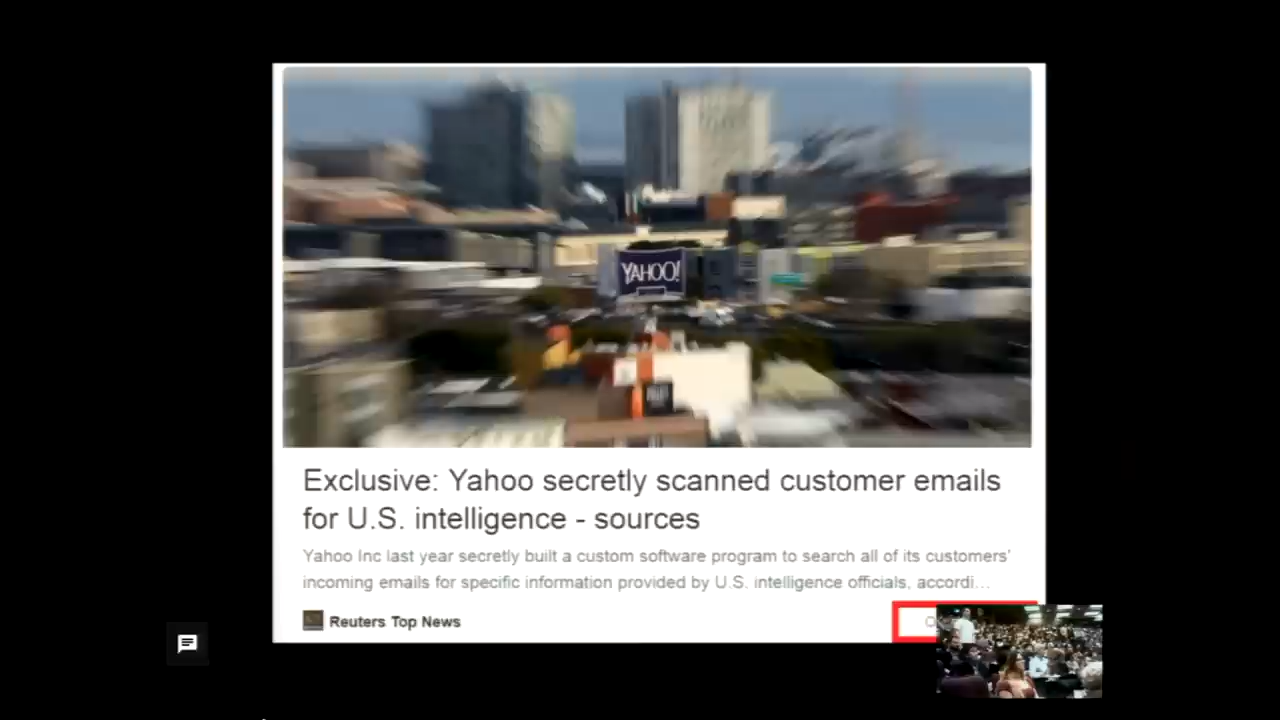 YAHOO!
Exclusive: Yahoo secretly scanned customer emails
for U.S. intelligence - sources
Yahoo Inc last year secretly built a custom software program to search all of its customers'
incoming emails for specific information provided by U.S. intelligence officials, accordi...
Reuters Top News